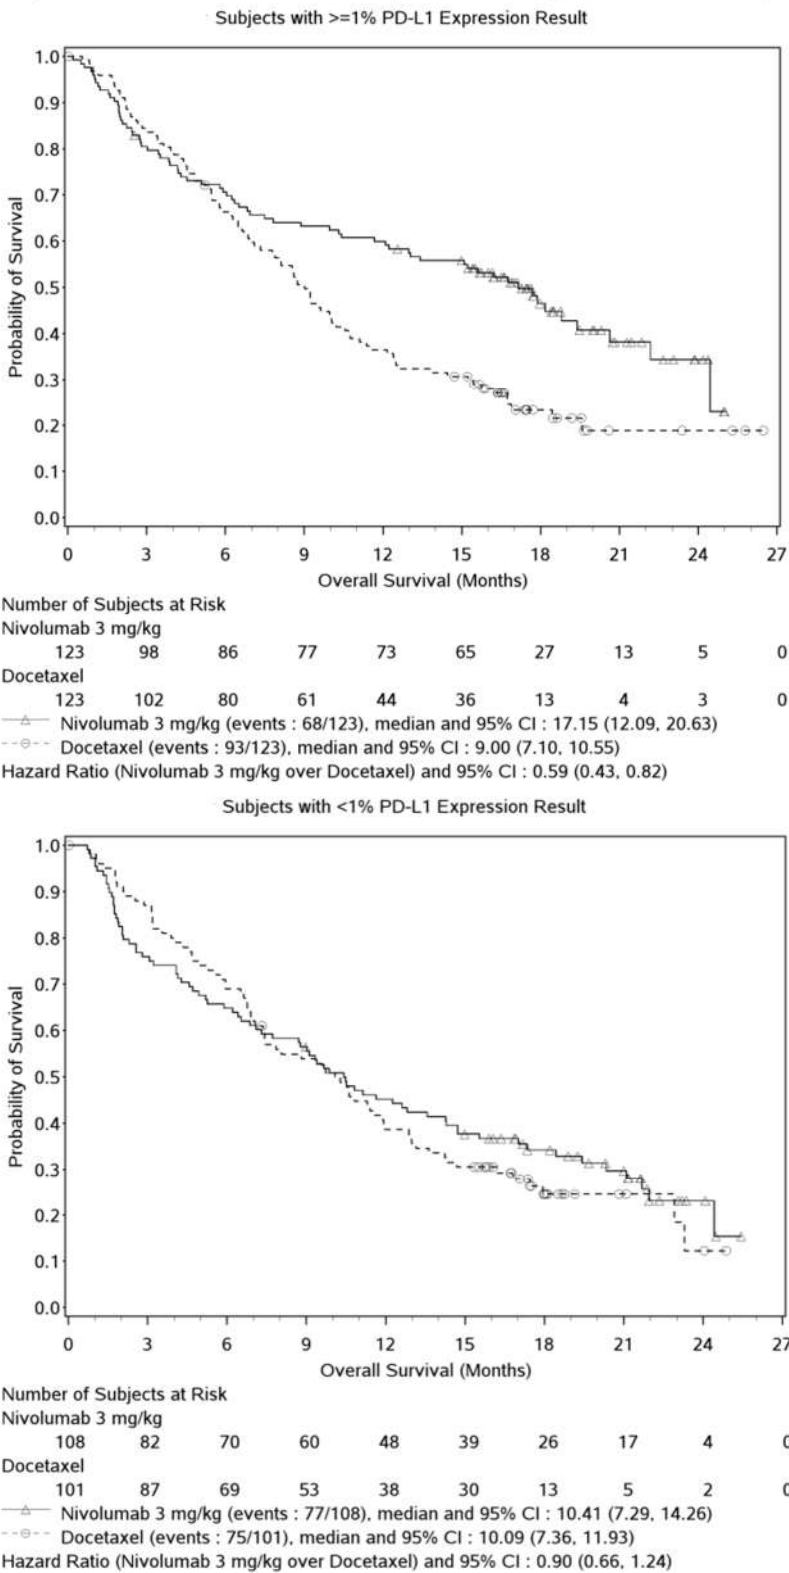 Subjects with >=1% PD-L1 Expression Result
1.0
0.9
0.8
0.7
0.6
0.5
0.4
0.3
0.2
0.1
0.0
Probability of Survival
0 3 6 9 12 15 18 21 24 27
Overall Survival (Months)
Number of Subjects at Risk
Nivolumab 3 mg/kg
123 98 86 77 73 65 27 13 5 0
Docetaxel
123 102 80 61 44 36 13 4 3 0
Nivolumab 3 mg/kg (events : 68/123), median and 95% CI : 17.15 (12.09, 20.63)
Docetaxel (events : 93/123), median and 95% CI : 9.00 (7.10, 10.55)
Hazard Ratio (Nivolumab 3 mg/kg over Docetaxel) and 95% CI : 0.59 (0.43, 0.82)
Subjects with <1% PD-L1 Expression Result
1.0
0.9
0.8
0.7
0.6
0.5
0.4
0.3
0.2
0.1
0.0
Probability of Survival
0 3 6 9 12 15 18 21 24 27
Overall Survival (Months)
Number of Subjects at Risk
Nivolumab 3 mg/kg
108 82 70 60 48 39 26 17 4 0
Docetaxel
101 87 69 53 38 30 13 5 2 0
Nivolumab 3 mg/kg (events : 77/108), median and 95% CI : 10.41 (7.29, 14.26)
Docetaxel (events : 75/101), median and 95% CI : 10.09 (7.36, 11.93)
Hazard Ratio (Nivolumab 3 mg/kg over Docetaxel) and 95% CI : 0.90 (0.66, 1.24)